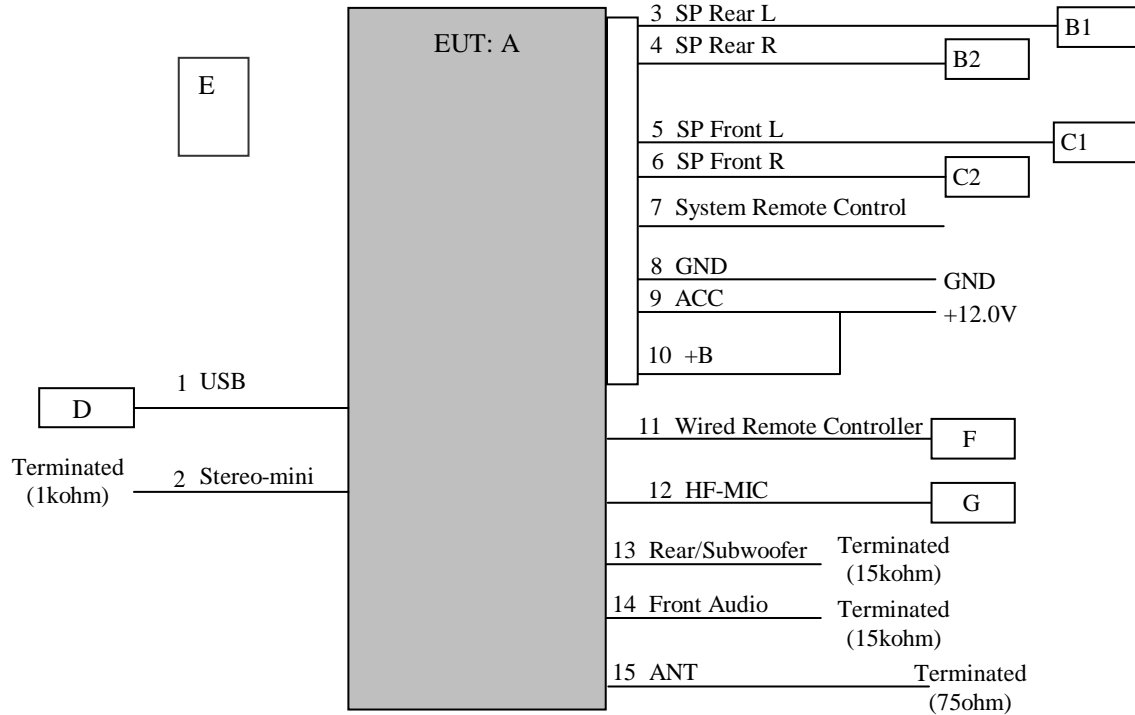 EUT: A
E
3 SP Rear L
B1
4 SP Rear R
B2
5 SP Front L
C1
6 SP Front R
C2
7 System Remote Control
8 GND
GND
9 ACC
+12.0V
10 +B
1 USB
D
2 Stereo-mini
Terminated
(1kohm)
11 Wired Remote Controller
F
12 HF-MIC
G
13 Rear/Subwoofer
Terminated
(15kohm)
14 Front Audio
Terminated
(15kohm)
15 ANT
Terminated
(75ohm)